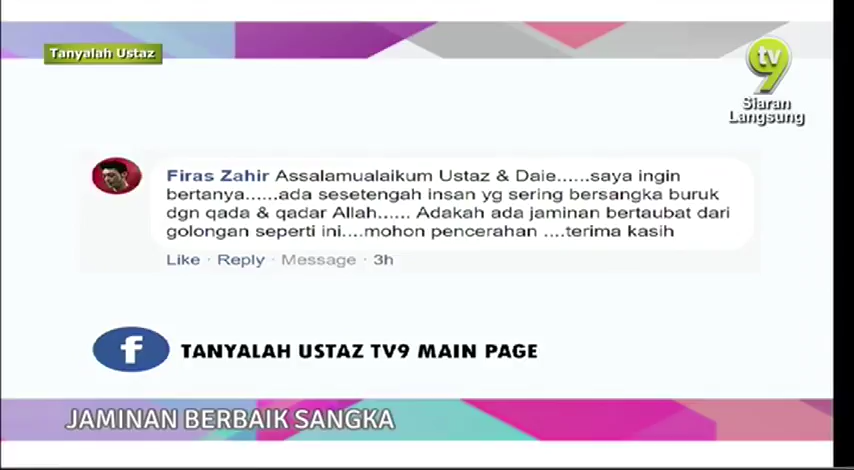 Tanyalah Ustaz
tv
9
Siaran
Langsung
Firas Zahir Assalamualaikum Ustaz & Daie......saya ingin
bertanya......ada sesetengah insan yg sering bersangka buruk
dgn qada & qadar Allah...... Adakah ada jaminan bertaubat dari
golongan seperti ini....mohon pencerahan ....terima kasih
Like · Reply · Message · 3h
f TANYALAH USTAZ TV9 MAIN PAGE
JAMINAN BERBAIK SANGKA